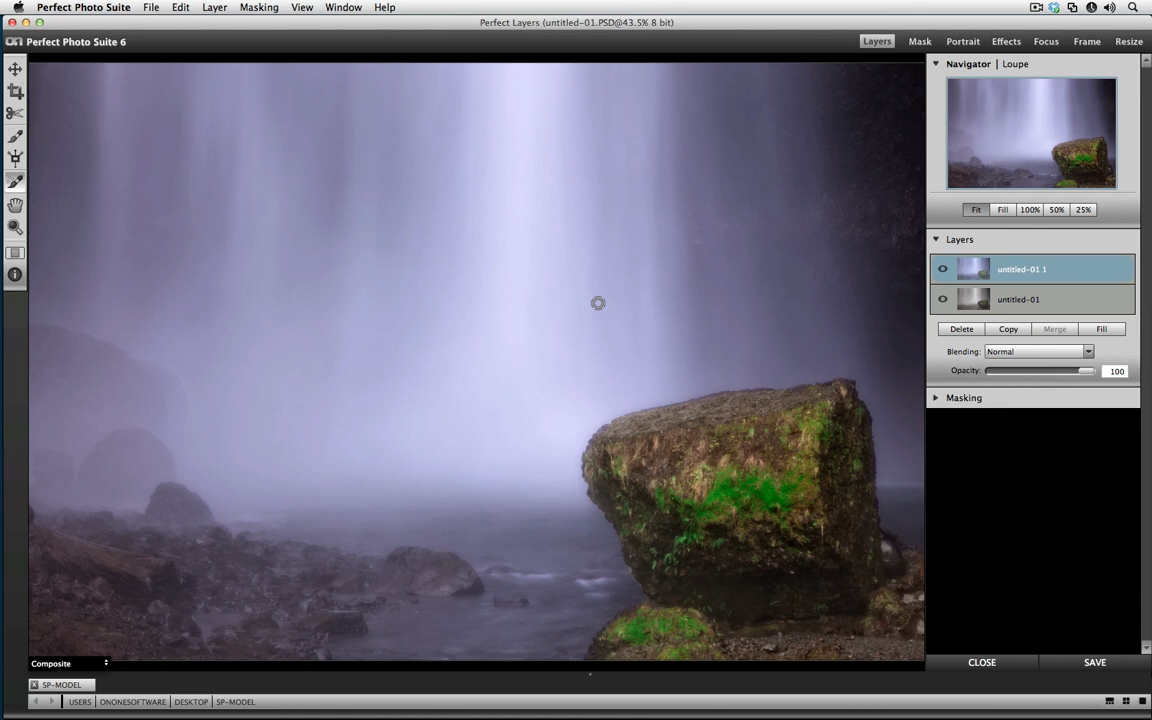 Perfect Photo Suite File Edit Layer Masking View Window Help
Perfect Layers (untitled-01.PSD@43.5% 8 bit)
on1 Perfect Photo Suite 6 Layers Mask Portrait Effects Focus Frame Resize
Navigator | Loupe
Fit Fill 100% 50% 25%
Layers
untitled-01 1
untitled-01
Delete Copy Merge Fill
Blending: Normal
Opacity: 100
Masking
Composite CLOSE SAVE
SP-MODEL
USERS ONONESOFTWARE DESKTOP SP-MODEL